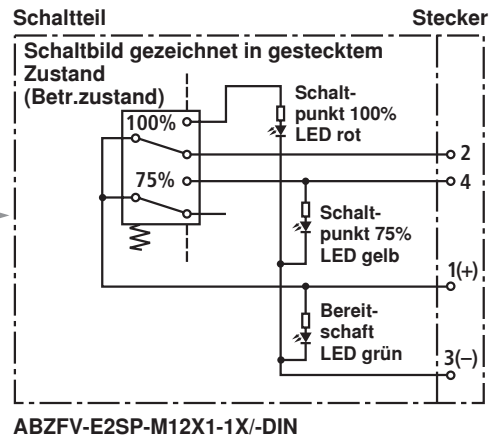 Schaltteil
Stecker
Schaltbild gezeichnet in gestecktem
Zustand
(Betr.zustand)
100%
Schalt-
punkt 100%
LED rot
2
75%
4
Schalt-
punkt 75%
LED gelb
1(+)
Bereit-
schaft
LED grün
3(–)
ABZFV-E2SP-M12X1-1X/-DIN